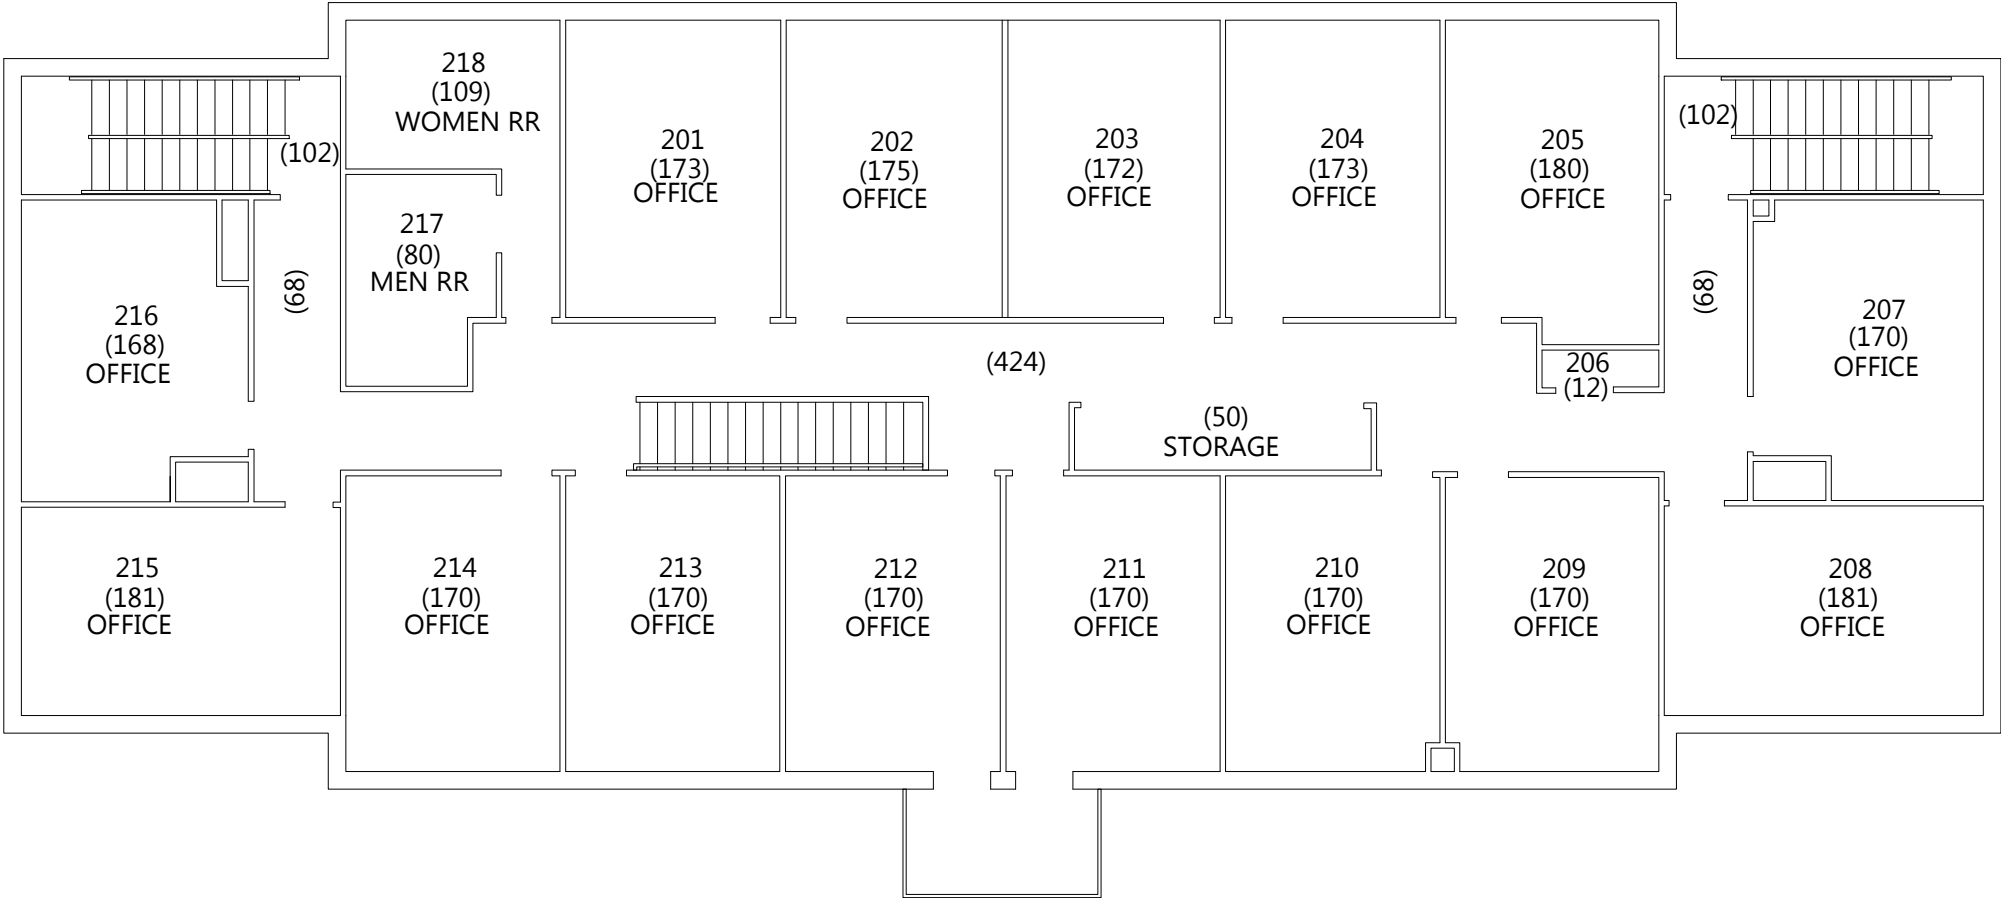 218
(109)
WOMEN RR
201
(173)
OFFICE
202
(175)
OFFICE
203
(172)
OFFICE
204
(173)
OFFICE
205
(180)
OFFICE
(102)
(102)
217
(80)
MEN RR
(68)
(68)
216
(168)
OFFICE
207
(170)
OFFICE
(424)
206
(12)
(50)
STORAGE
215
(181)
OFFICE
214
(170)
OFFICE
213
(170)
OFFICE
212
(170)
OFFICE
211
(170)
OFFICE
210
(170)
OFFICE
209
(170)
OFFICE
208
(181)
OFFICE